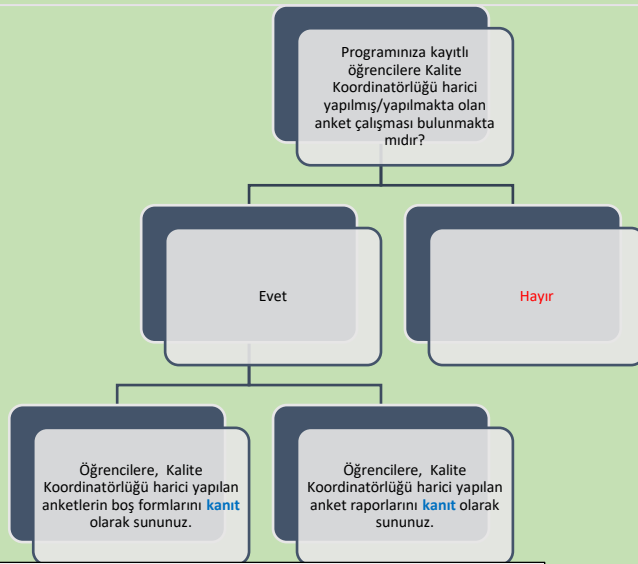 Programınıza kayıtlı
öğrencilere Kalite
Koordinatörlüğü harici
yapılmış/yapılmakta olan
anket çalışması bulunmakta
mıdır?
Evet
Hayır
Öğrencilere, Kalite
Koordinatörlüğü harici yapılan
anketlerin boş formlarını kanıt
olarak sununuz.
Öğrencilere, Kalite
Koordinatörlüğü harici yapılan
anket raporlarını kanıt olarak
sununuz.